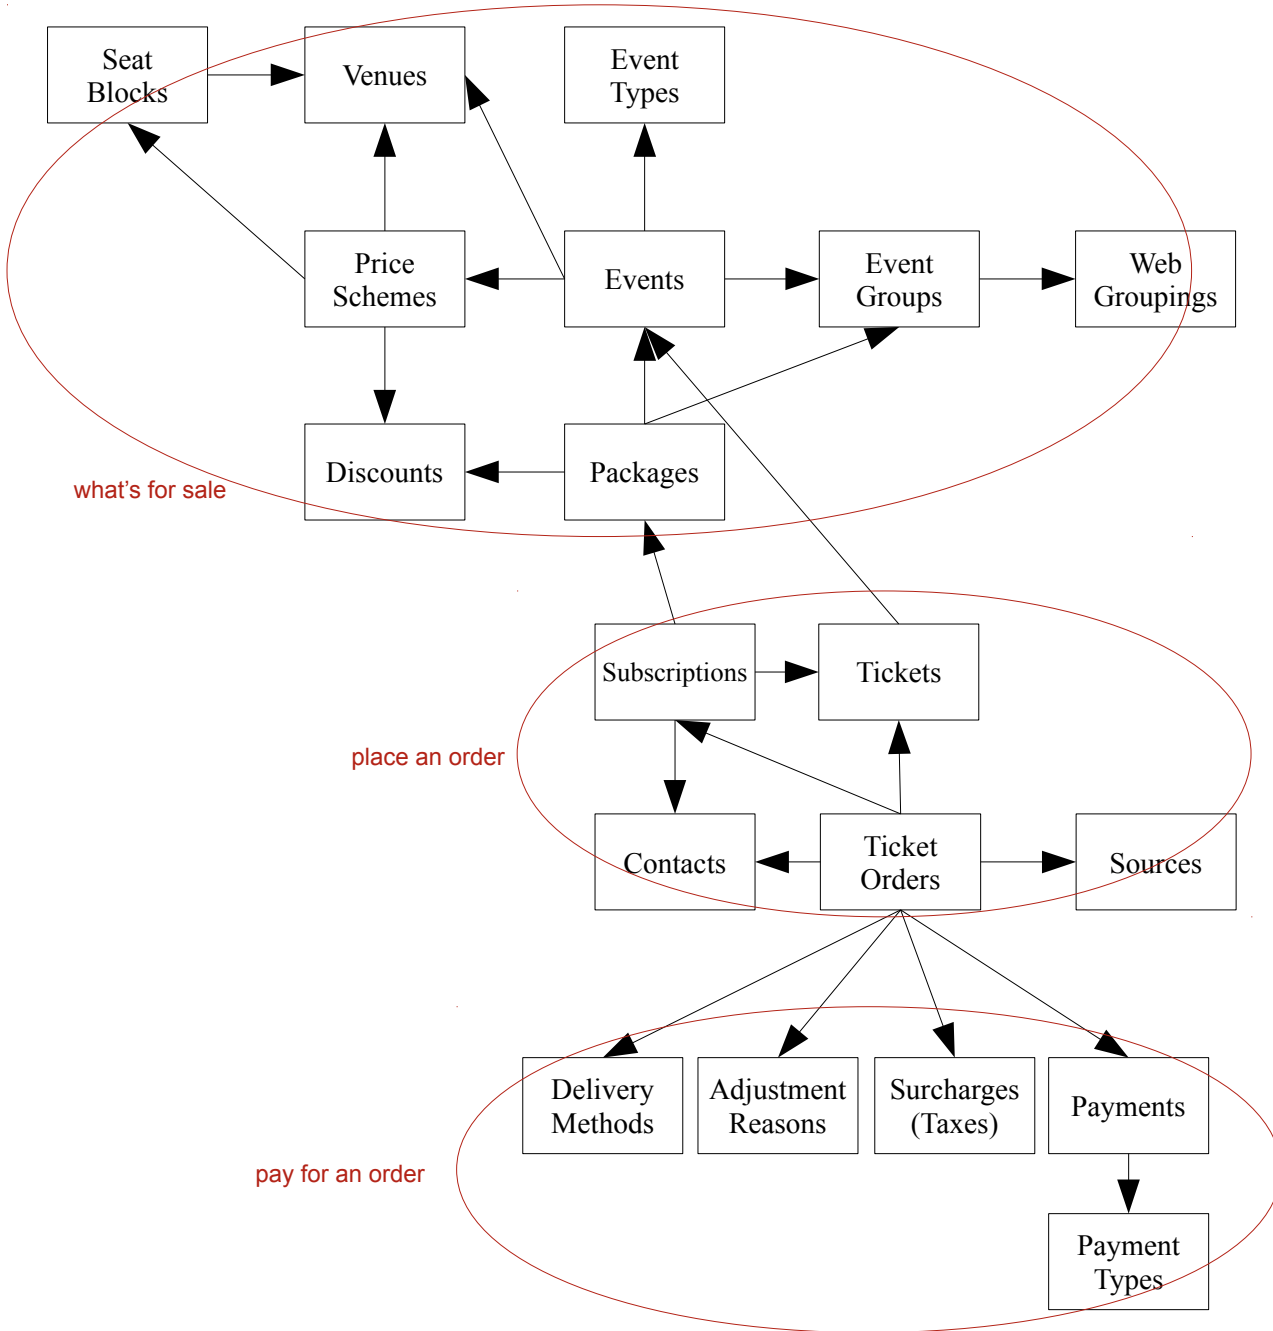 Seat
Blocks
Venues
Event
Types
Price
Schemes
Events
Event
Groups
Web
Groupings
Discounts
Packages
what's for sale
Subscriptions
Tickets
place an order
Contacts
Ticket
Orders
Sources
Delivery
Methods
Adjustment
Reasons
Surcharges
(Taxes)
Payments
pay for an order
Payment
Types